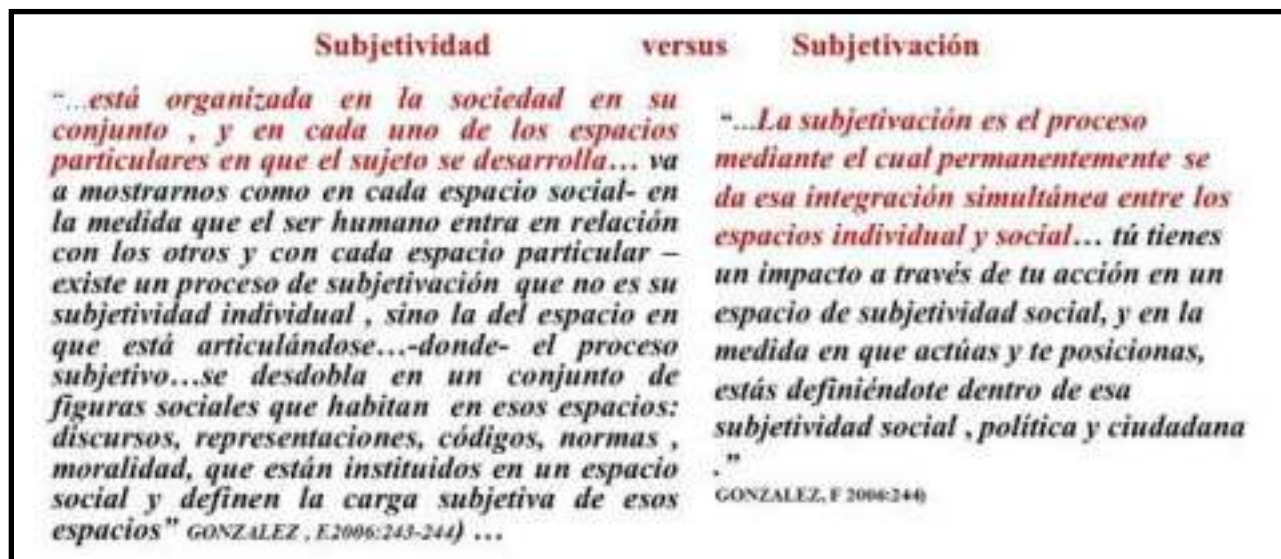 Subjetividad versus Subjetivación
“...está organizada en la sociedad en su
conjunto , y en cada uno de los espacios
particulares en que el sujeto se desarrolla... va
a mostrarnos como en cada espacio social- en
la medida que el ser humano entra en relación
con los otros y con cada espacio particular –
existe un proceso de subjetivación que no es su
subjetividad individual , sino la del espacio en
que está articulándose...-donde- el proceso
subjetivo...se desdobla en un conjunto de
figuras sociales que habitan en esos espacios:
discursos, representaciones, códigos, normas ,
moralidad, que están instituidos en un espacio
social y definen la carga subjetiva de esos
espacios” GONZALEZ , F.2006:243-244) ...
“...La subjetivación es el proceso
mediante el cual permanentemente se
da esa integración simultánea entre los
espacios individual y social... tú tienes
un impacto a través de tu acción en un
espacio de subjetividad social, y en la
medida en que actúas y te posicionas,
estás definiéndote dentro de esa
subjetividad social , política y ciudadana
.”
GONZALEZ, F 2006:244)